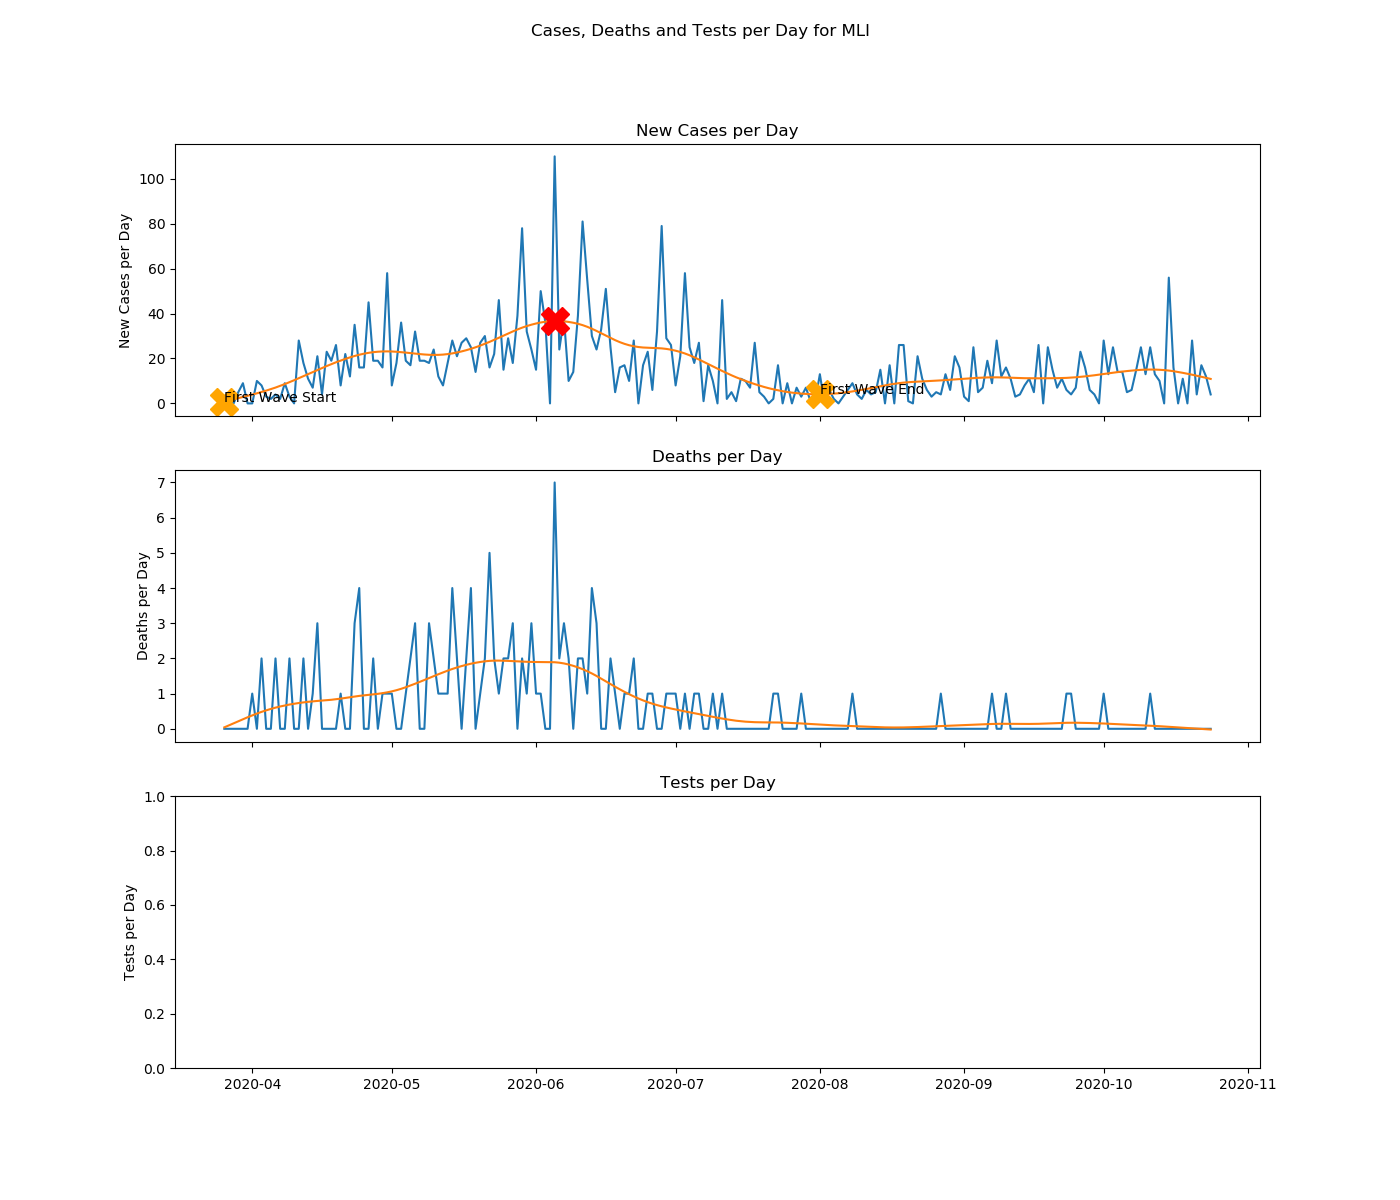 Cases, Deaths and Tests per Day for MLI
New Cases per Day
New Cases per Day
100
80
60
40
20
0
First Wave Start
First Wave End
Deaths per Day
Deaths per Day
7
6
5
4
3
2
1
0
Tests per Day
Tests per Day
1.0
0.8
0.6
0.4
0.2
0.0
2020-04 2020-05 2020-06 2020-07 2020-08 2020-09 2020-10 2020-11